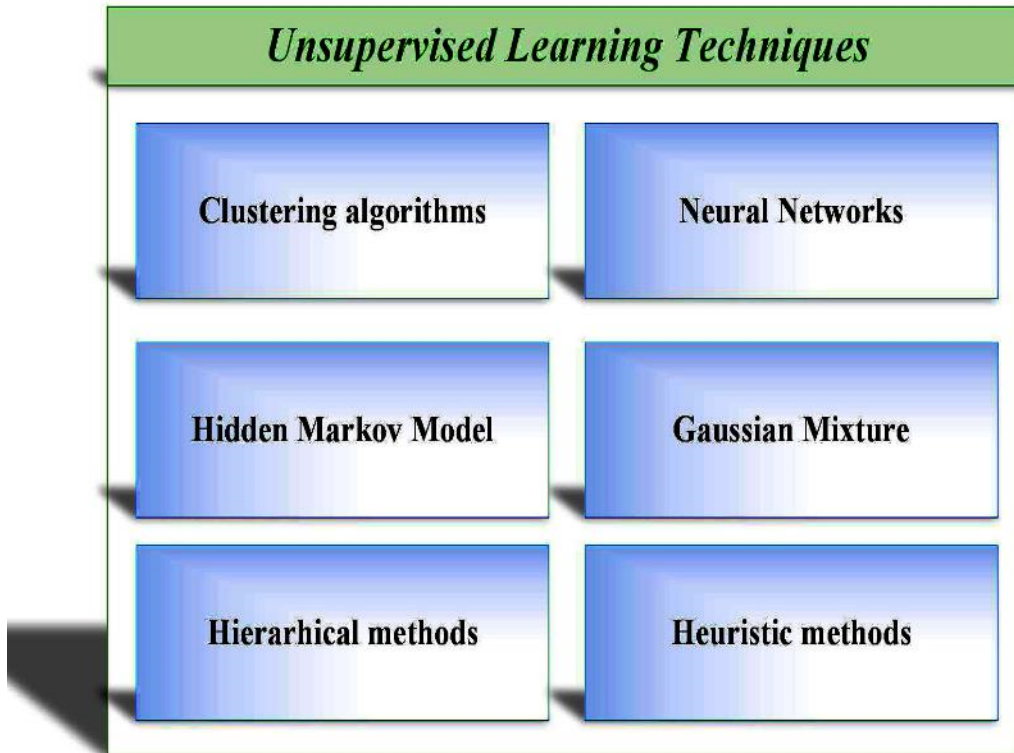 Unsupervised Learning Techniques
Clustering algorithms
Neural Networks
Hidden Markov Model
Gaussian Mixture
Hierarhical methods
Heuristic methods